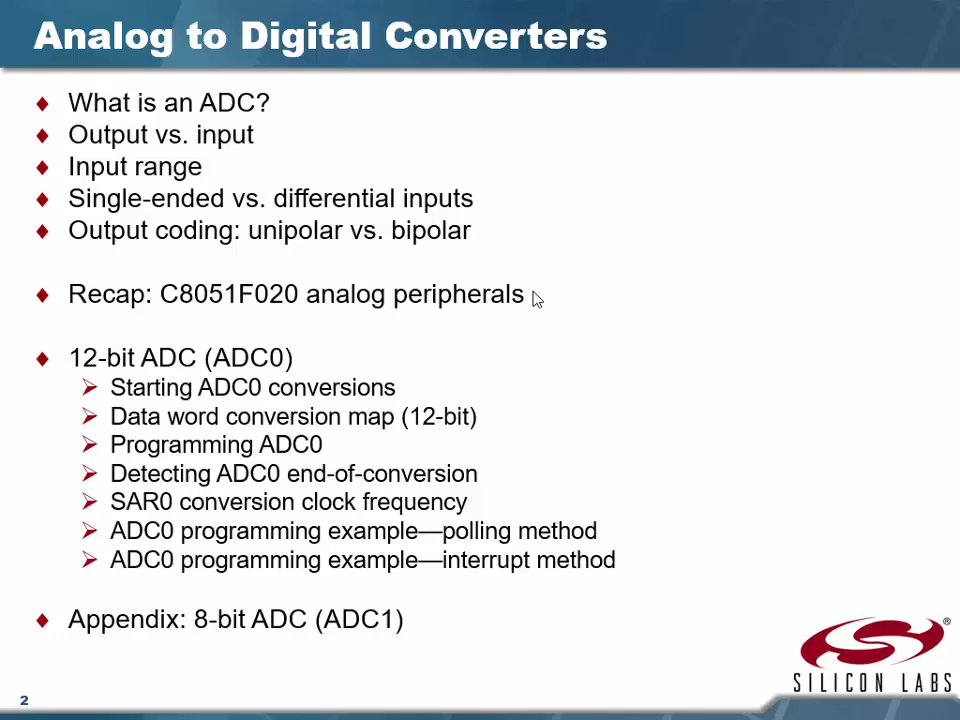 Analog to Digital Converters
♦ What is an ADC?
♦ Output vs. input
♦ Input range
♦ Single-ended vs. differential inputs
♦ Output coding: unipolar vs. bipolar
♦ Recap: C8051F020 analog peripherals
♦ 12-bit ADC (ADC0)
➢ Starting ADC0 conversions
➢ Data word conversion map (12-bit)
➢ Programming ADC0
➢ Detecting ADC0 end-of-conversion
➢ SAR0 conversion clock frequency
➢ ADC0 programming example—polling method
➢ ADC0 programming example—interrupt method
♦ Appendix: 8-bit ADC (ADC1)
®
SILICON LABS
2